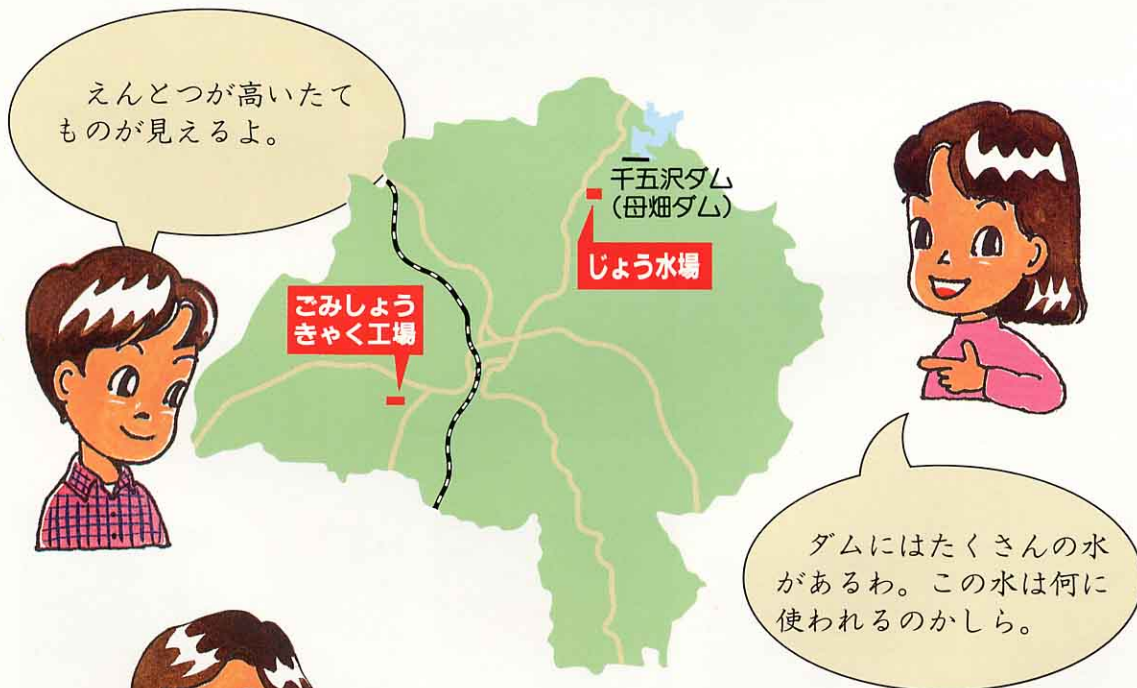 えんとつが高いたて
ものが見えるよ。
千五沢ダム
(母畑ダム)
じょう水場
ごみしょう
きゃく工場
ダムにはたくさんの水
があるわ。この水は何に
使われるのかしら。